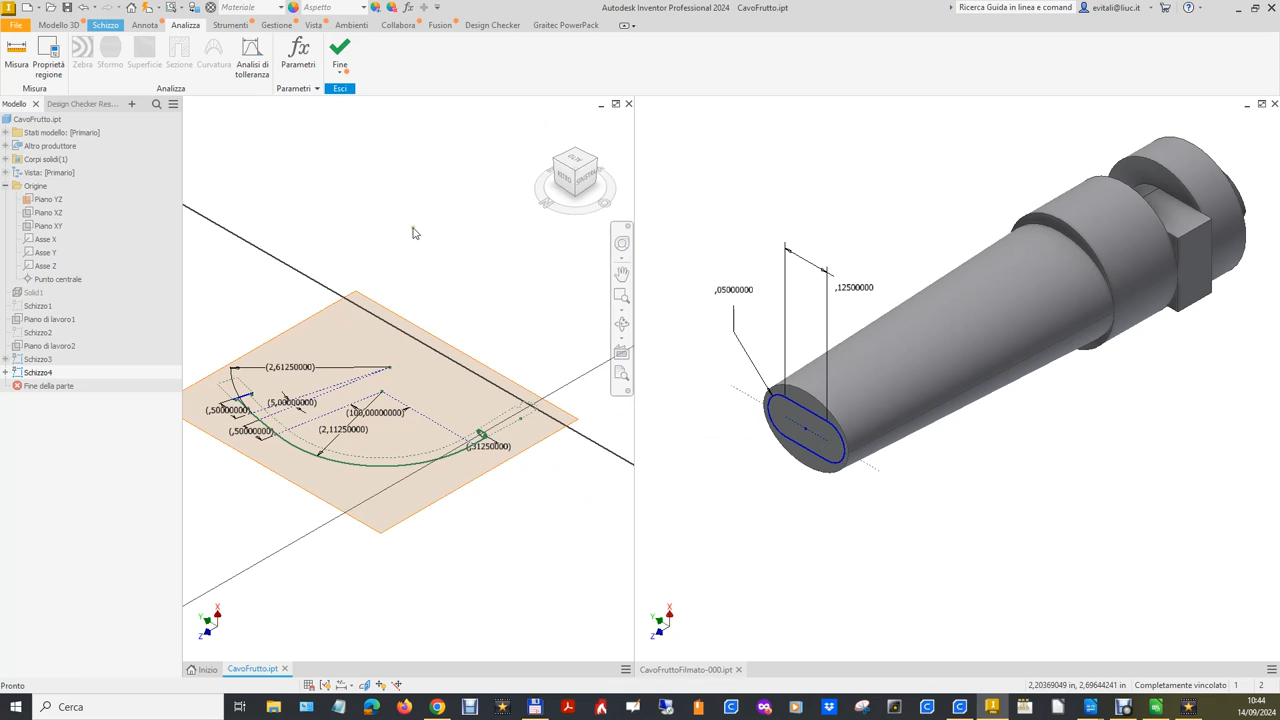 Materiale
Aspetto
Autodesk Inventor Professional 2024 CavoFrutto.ipt
Ricerca Guida in linea e comandi
evitali@liuc.it
File
Modello 3D
Schizzo
Annota
Analizza
Strumenti
Gestione
Vista
Ambienti
Collabora
Fusion
Design Checker
Graitec PowerPack
Misura
Proprietà
regione
Zebra
Sformo
Superficie
Sezione
Curvatura
Analisi di
tolleranza
fx
Parametri
Fine
Misura
Analizza
Parametri
Esci
Modello
Design Checker Res...
CavoFrutto.ipt
Stati modello: [Primario]
Altro produttore
Corpi solidi(1)
Vista: [Primario]
Origine
Piano YZ
Piano XZ
Piano XY
Asse X
Asse Y
Asse Z
Punto centrale
Solid1
Schizzo1
Piano di lavoro1
Schizzo2
Piano di lavoro2
Schizzo3
Schizzo4
Fine della parte
RETRO
SINISTRA
(2,61250000)
(5,00000000)
(,50000000)
(100,00000000)
(,50000000)
(2,11250000)
(,31250000)
X
Y
Z
,05000000
,12500000
X
Y
Z
Inizio
CavoFrutto.ipt
CavoFruttoFilmato-000.ipt
Pronto
2,20369049 in, 2,69644241 in
Completamente vincolato
1
2
Cerca
10:44
14/09/2024